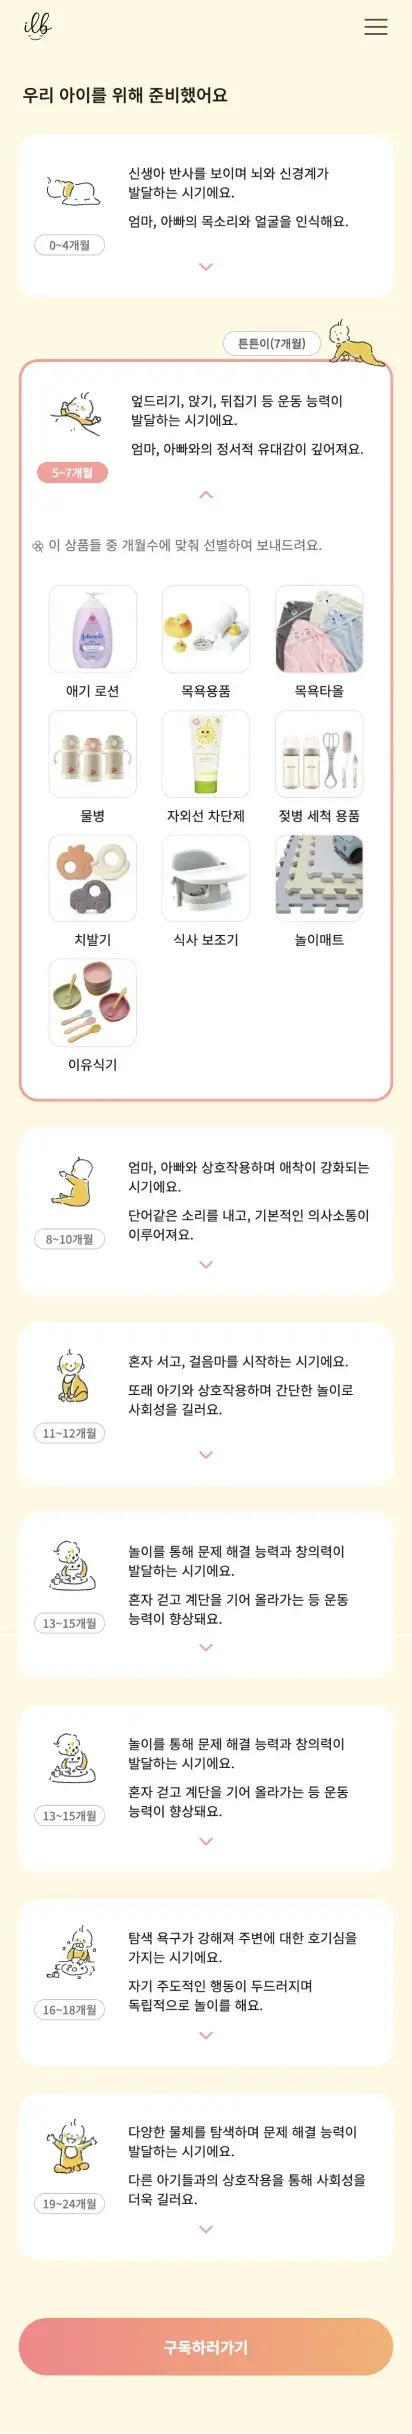 ilb
우리 아이를 위해 준비했어요
신생아 반사를 보이며 뇌와 신경계가
발달하는 시기에요.
엄마, 아빠의 목소리와 얼굴을 인식해요.
0~4개월
튼튼이(7개월)
엎드리기, 앉기, 뒤집기 등 운동 능력이
발달하는 시기에요.
엄마, 아빠와의 정서적 유대감이 깊어져요.
5~7개월
이 상품들 중 개월수에 맞춰 선별하여 보내드려요.
Johnson's
애기 로션
목욕용품
목욕타올
물병
자외선 차단제
젖병 세척 용품
치발기
식사 보조기
놀이매트
이유식기
엄마, 아빠와 상호작용하며 애착이 강화되는
시기에요.
단어같은 소리를 내고, 기본적인 의사소통이
이루어져요.
8~10개월
혼자 서고, 걸음마를 시작하는 시기에요.
또래 아기와 상호작용하며 간단한 놀이로
사회성을 길러요.
11~12개월
놀이를 통해 문제 해결 능력과 창의력이
발달하는 시기에요.
혼자 걷고 계단을 기어 올라가는 등 운동
능력이 향상돼요.
13~15개월
놀이를 통해 문제 해결 능력과 창의력이
발달하는 시기에요.
혼자 걷고 계단을 기어 올라가는 등 운동
능력이 향상돼요.
13~15개월
탐색 욕구가 강해져 주변에 대한 호기심을
가지는 시기에요.
자기 주도적인 행동이 두드러지며
독립적으로 놀이를 해요.
16~18개월
다양한 물체를 탐색하며 문제 해결 능력이
발달하는 시기에요.
다른 아기들과의 상호작용을 통해 사회성을
더욱 길러요.
19~24개월
구독하러가기